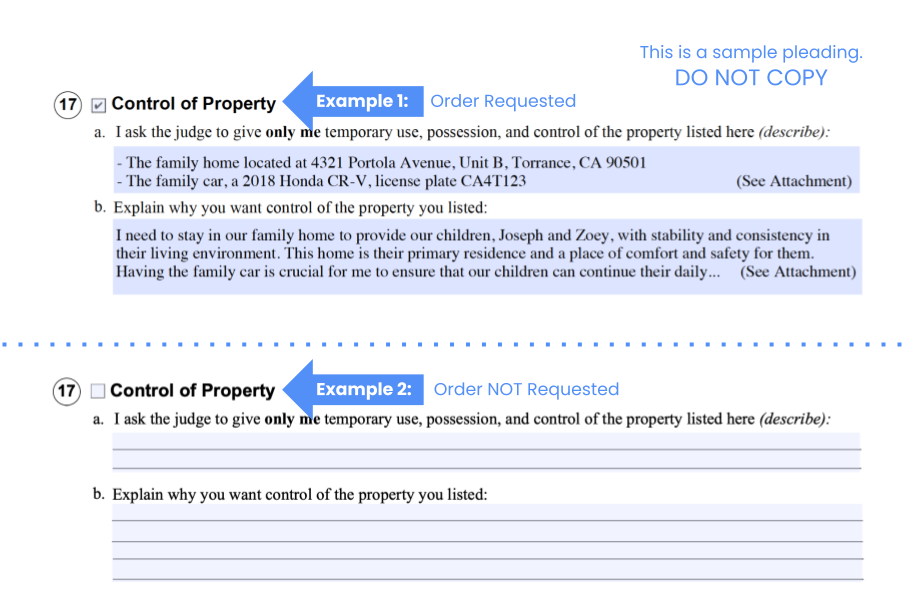 This is a sample pleading.
DO NOT COPY
17 Control of Property Example 1: Order Requested
a. I ask the judge to give only me temporary use, possession, and control of the property listed here (describe):
- The family home located at 4321 Portola Avenue, Unit B, Torrance, CA 90501
- The family car, a 2018 Honda CR-V, license plate CA4T123 (See Attachment)
b. Explain why you want control of the property you listed:
I need to stay in our family home to provide our children, Joseph and Zoey, with stability and consistency in
their living environment. This home is their primary residence and a place of comfort and safety for them.
Having the family car is crucial for me to ensure that our children can continue their daily... (See Attachment)
17 Control of Property Example 2: Order NOT Requested
a. I ask the judge to give only me temporary use, possession, and control of the property listed here (describe):
b. Explain why you want control of the property you listed: